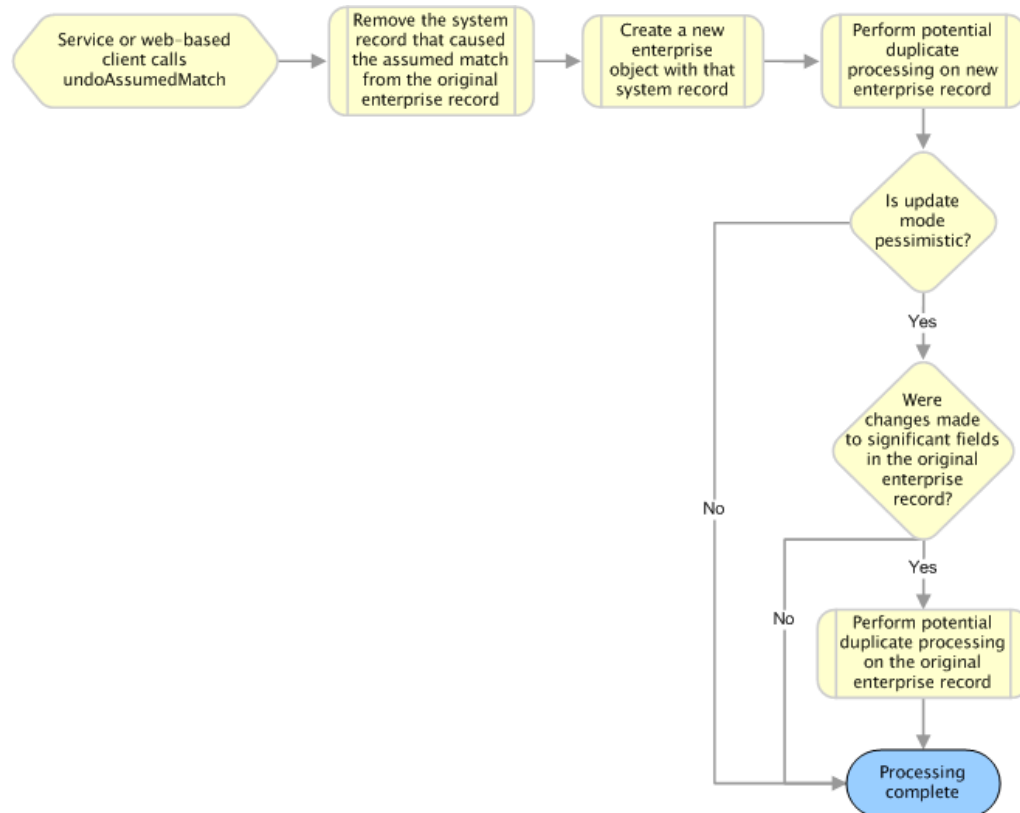 Service or web-based
client calls
undoAssumedMatch
Remove the system
record that caused
the assumed match
from the original
enterprise record
Create a new
enterprise
object with that
system record
Perform potential
duplicate
processing on new
enterprise record
Is update
mode
pessimistic?
Yes
Were
changes made
to significant fields
in the original
enterprise
record?
No
Yes
No
Perform potential
duplicate processing
on the original
enterprise record
Processing
complete